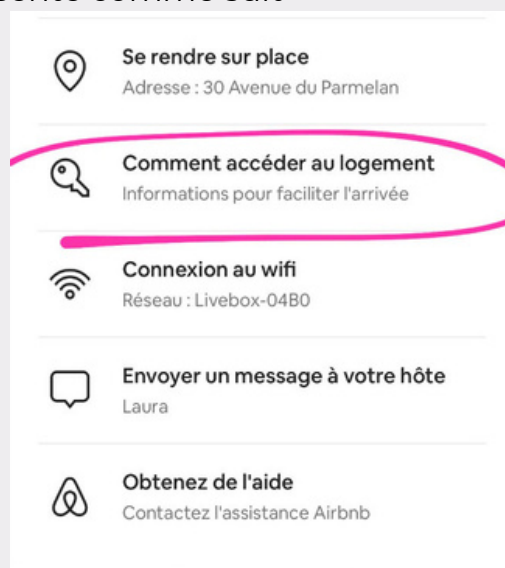 Se rendre sur place
Adresse : 30 Avenue du Parmelan
Comment accéder au logement
Informations pour faciliter l'arrivée
Connexion au wifi
Réseau : Livebox-04B0
Envoyer un message à votre hôte
Laura
Obtenez de l'aide
Contactez l'assistance Airbnb